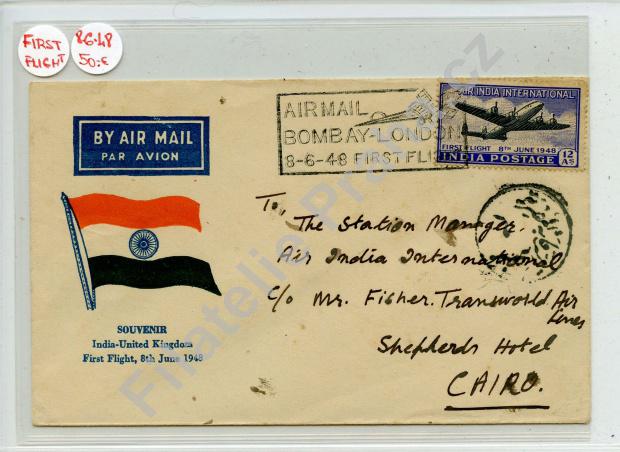 FIRST
FLIGHT
8.6.48
50.-€
AIR MAIL
BOMBAY-LONDON
8-6-48 FIRST FLI
AIR INDIA INTERNATIONAL
FIRST FLIGHT 8TH JUNE 1948
12 AS
INDIA POSTAGE
BY AIR MAIL
PAR AVION
To,
The Station Manager.
Air India International
c/o Mr. Fisher. Transworld Air
Lines
Shepherds Hotel
CAIRO.
SOUVENIR
India-United Kingdom
First Flight, 8th June 1948